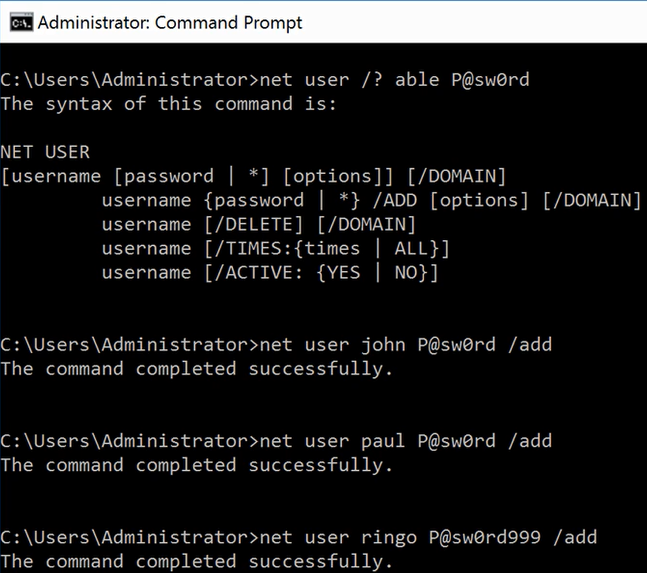 Administrator: Command Prompt
C:\Users\Administrator>net user /? able P@sw0rd
The syntax of this command is:
NET USER
[username [password | *] [options]] [/DOMAIN]
username {password | *} /ADD [options] [/DOMAIN]
username [/DELETE] [/DOMAIN]
username [/TIMES:{times | ALL}]
username [/ACTIVE: {YES | NO}]
C:\Users\Administrator>net user john P@sw0rd /add
The command completed successfully.
C:\Users\Administrator>net user paul P@sw0rd /add
The command completed successfully.
C:\Users\Administrator>net user ringo P@sw0rd999 /add
The command completed successfully.